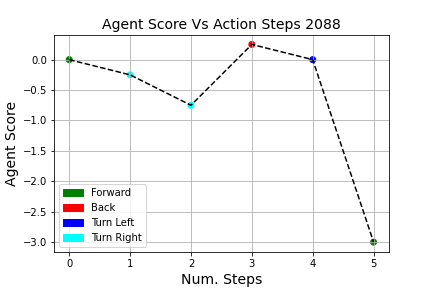 Agent Score Vs Action Steps 2088
Agent Score
0.0
−0.5
−1.0
−1.5
−2.0
−2.5
−3.0
Forward
Back
Turn Left
Turn Right
0 1 2 3 4 5
Num. Steps